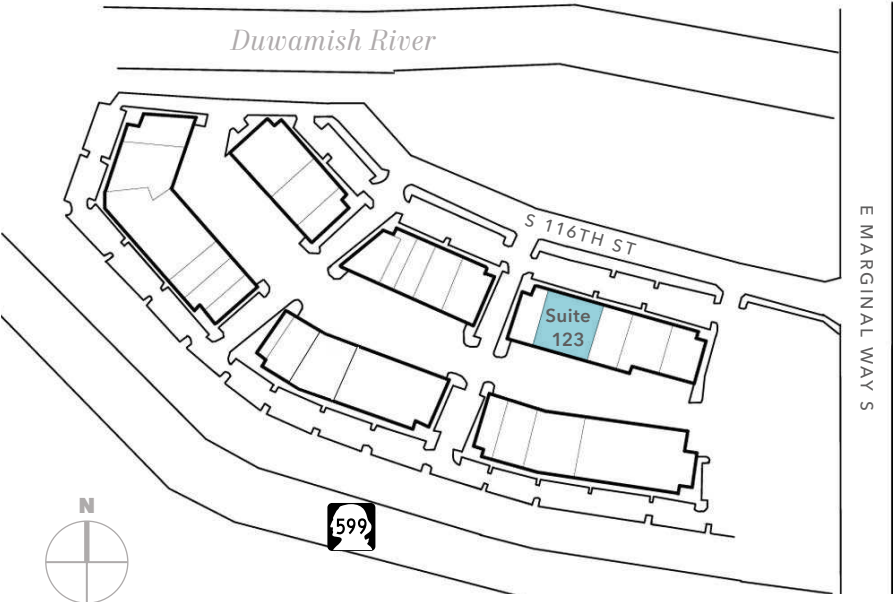 Duwamish River
S 116TH ST
E MARGINAL WAY S
Suite
123
599
N